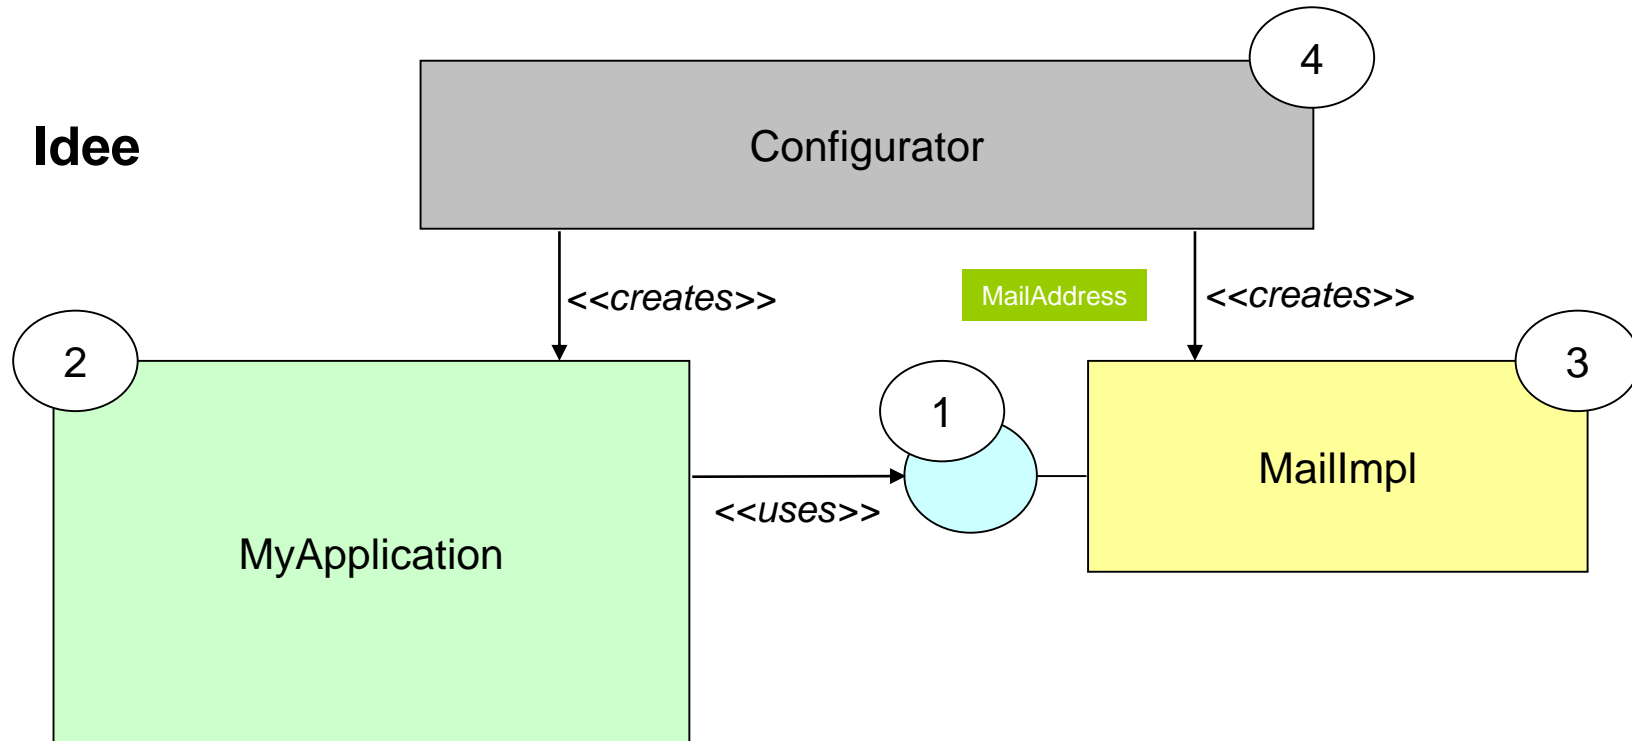 4
Idee
Configurator
<<creates>>
MailAddress
<<creates>>
2
1
3
MailImpl
<<uses>>
MyApplication